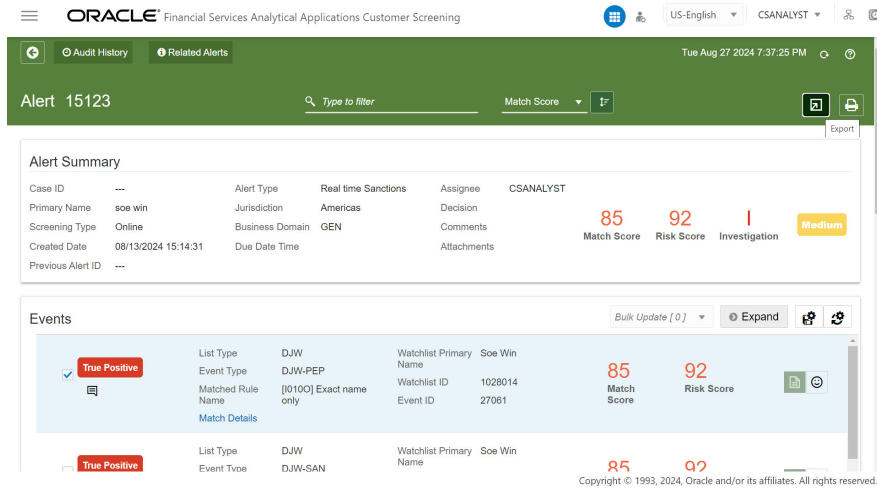 ORACLE® Financial Services Analytical Applications Customer Screening
US-English
CSANALYST
Audit History
Related Alerts
Tue Aug 27 2024 7:37:25 PM
Alert 15123
Type to filter
Match Score
Export
Alert Summary
Case ID --- Alert Type Real time Sanctions Assignee CSANALYST
Primary Name soe win Jurisdiction Americas Decision
Screening Type Online Business Domain GEN Comments
Created Date 08/13/2024 15:14:31 Due Date Time Attachments
Previous Alert ID ---
85 92 I Medium
Match Score Risk Score Investigation
Events
Bulk Update [ 0 ]
Expand
True Positive
List Type DJW Watchlist Primary Name Soe Win
Event Type DJW-PEP
Matched Rule Name [I010O] Exact name only
Watchlist ID 1028014
Event ID 27061
Match Details
85 92
Match Score Risk Score
True Positive
List Type DJW Watchlist Primary Name Soe Win
Event Type DJW-SAN
85 92
Copyright © 1993, 2024, Oracle and/or its affiliates. All rights reserved.